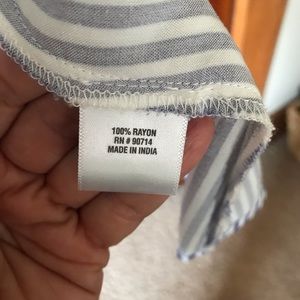 100% RAYON
RN # 90714
MADE IN INDIA